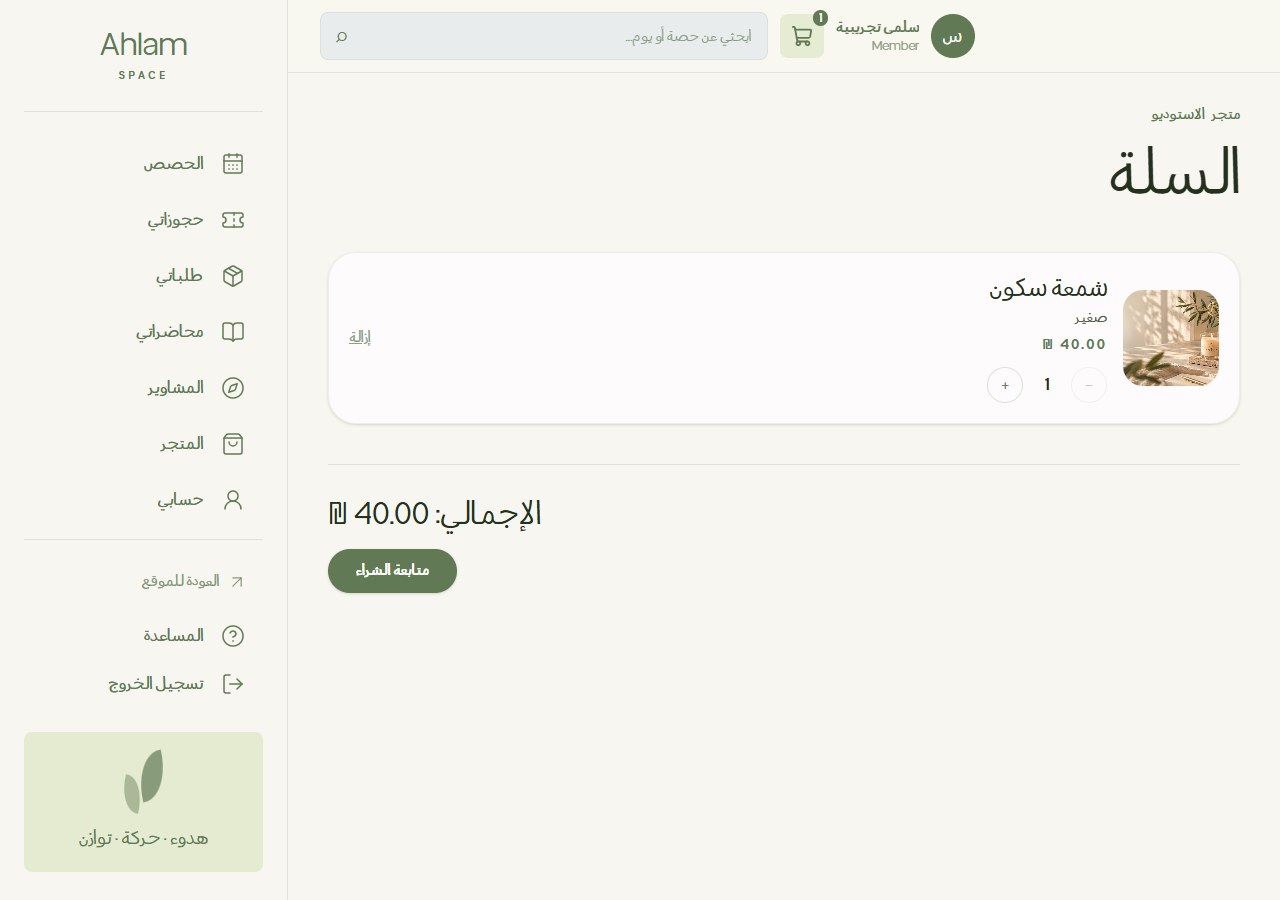 Ahlam
SPACE
الحصص
حجوزاتي
طلباتي
محاضراتي
المشاوير
المتجر
حسابي
العودة للموقع
المساعدة
تسجيل الخروج
هدوء · حركة · توازن
س
سلمى تجريبية
Member
1
ابحثي عن حصة أو يوم...
متجر الاستوديو
السلة
شمعة سكون
صغير
40.00 ₪
−
1
+
إزالة
الإجمالي: 40.00 ₪
متابعة الشراء